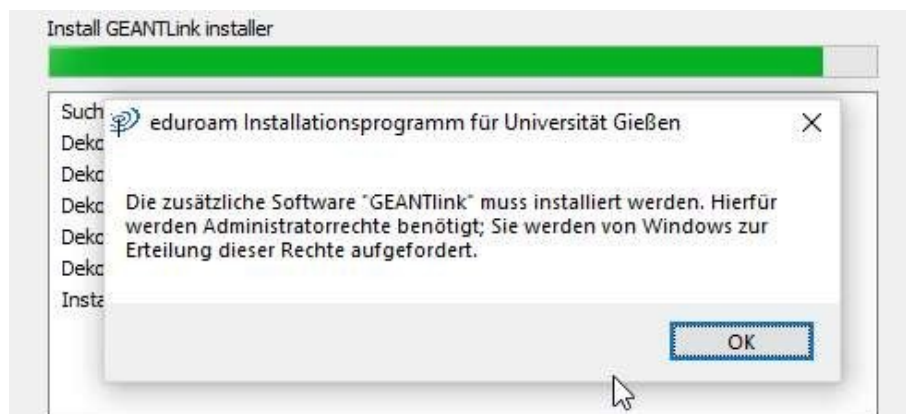 Install GEANTLink installer
eduroam Installationsprogramm für Universität Gießen
Such
Deko
Deko
Die zusätzliche Software "GEANTlink" muss installiert werden. Hierfür
Deko
werden Administratorrechte benötigt; Sie werden von Windows zur
Deko
Erteilung dieser Rechte aufgefordert.
Deko
Insta
OK